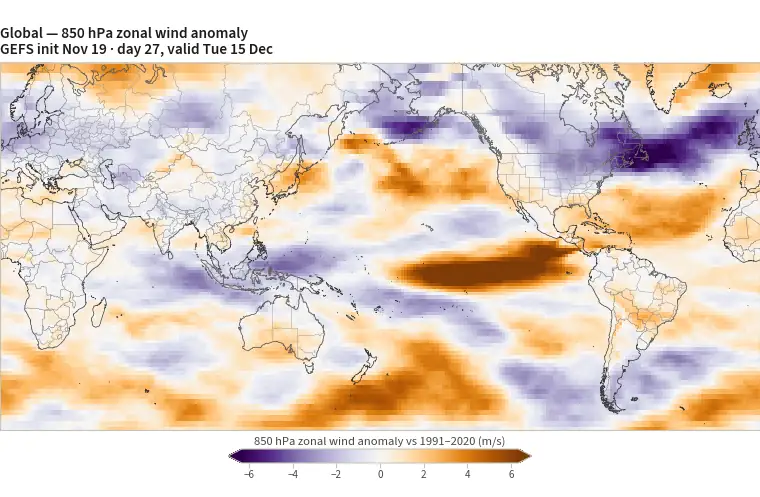 Global — 850 hPa zonal wind anomaly
GEFS init Nov 19 · day 27, valid Tue 15 Dec
850 hPa zonal wind anomaly vs 1991–2020 (m/s)
−6 −4 −2 0 2 4 6